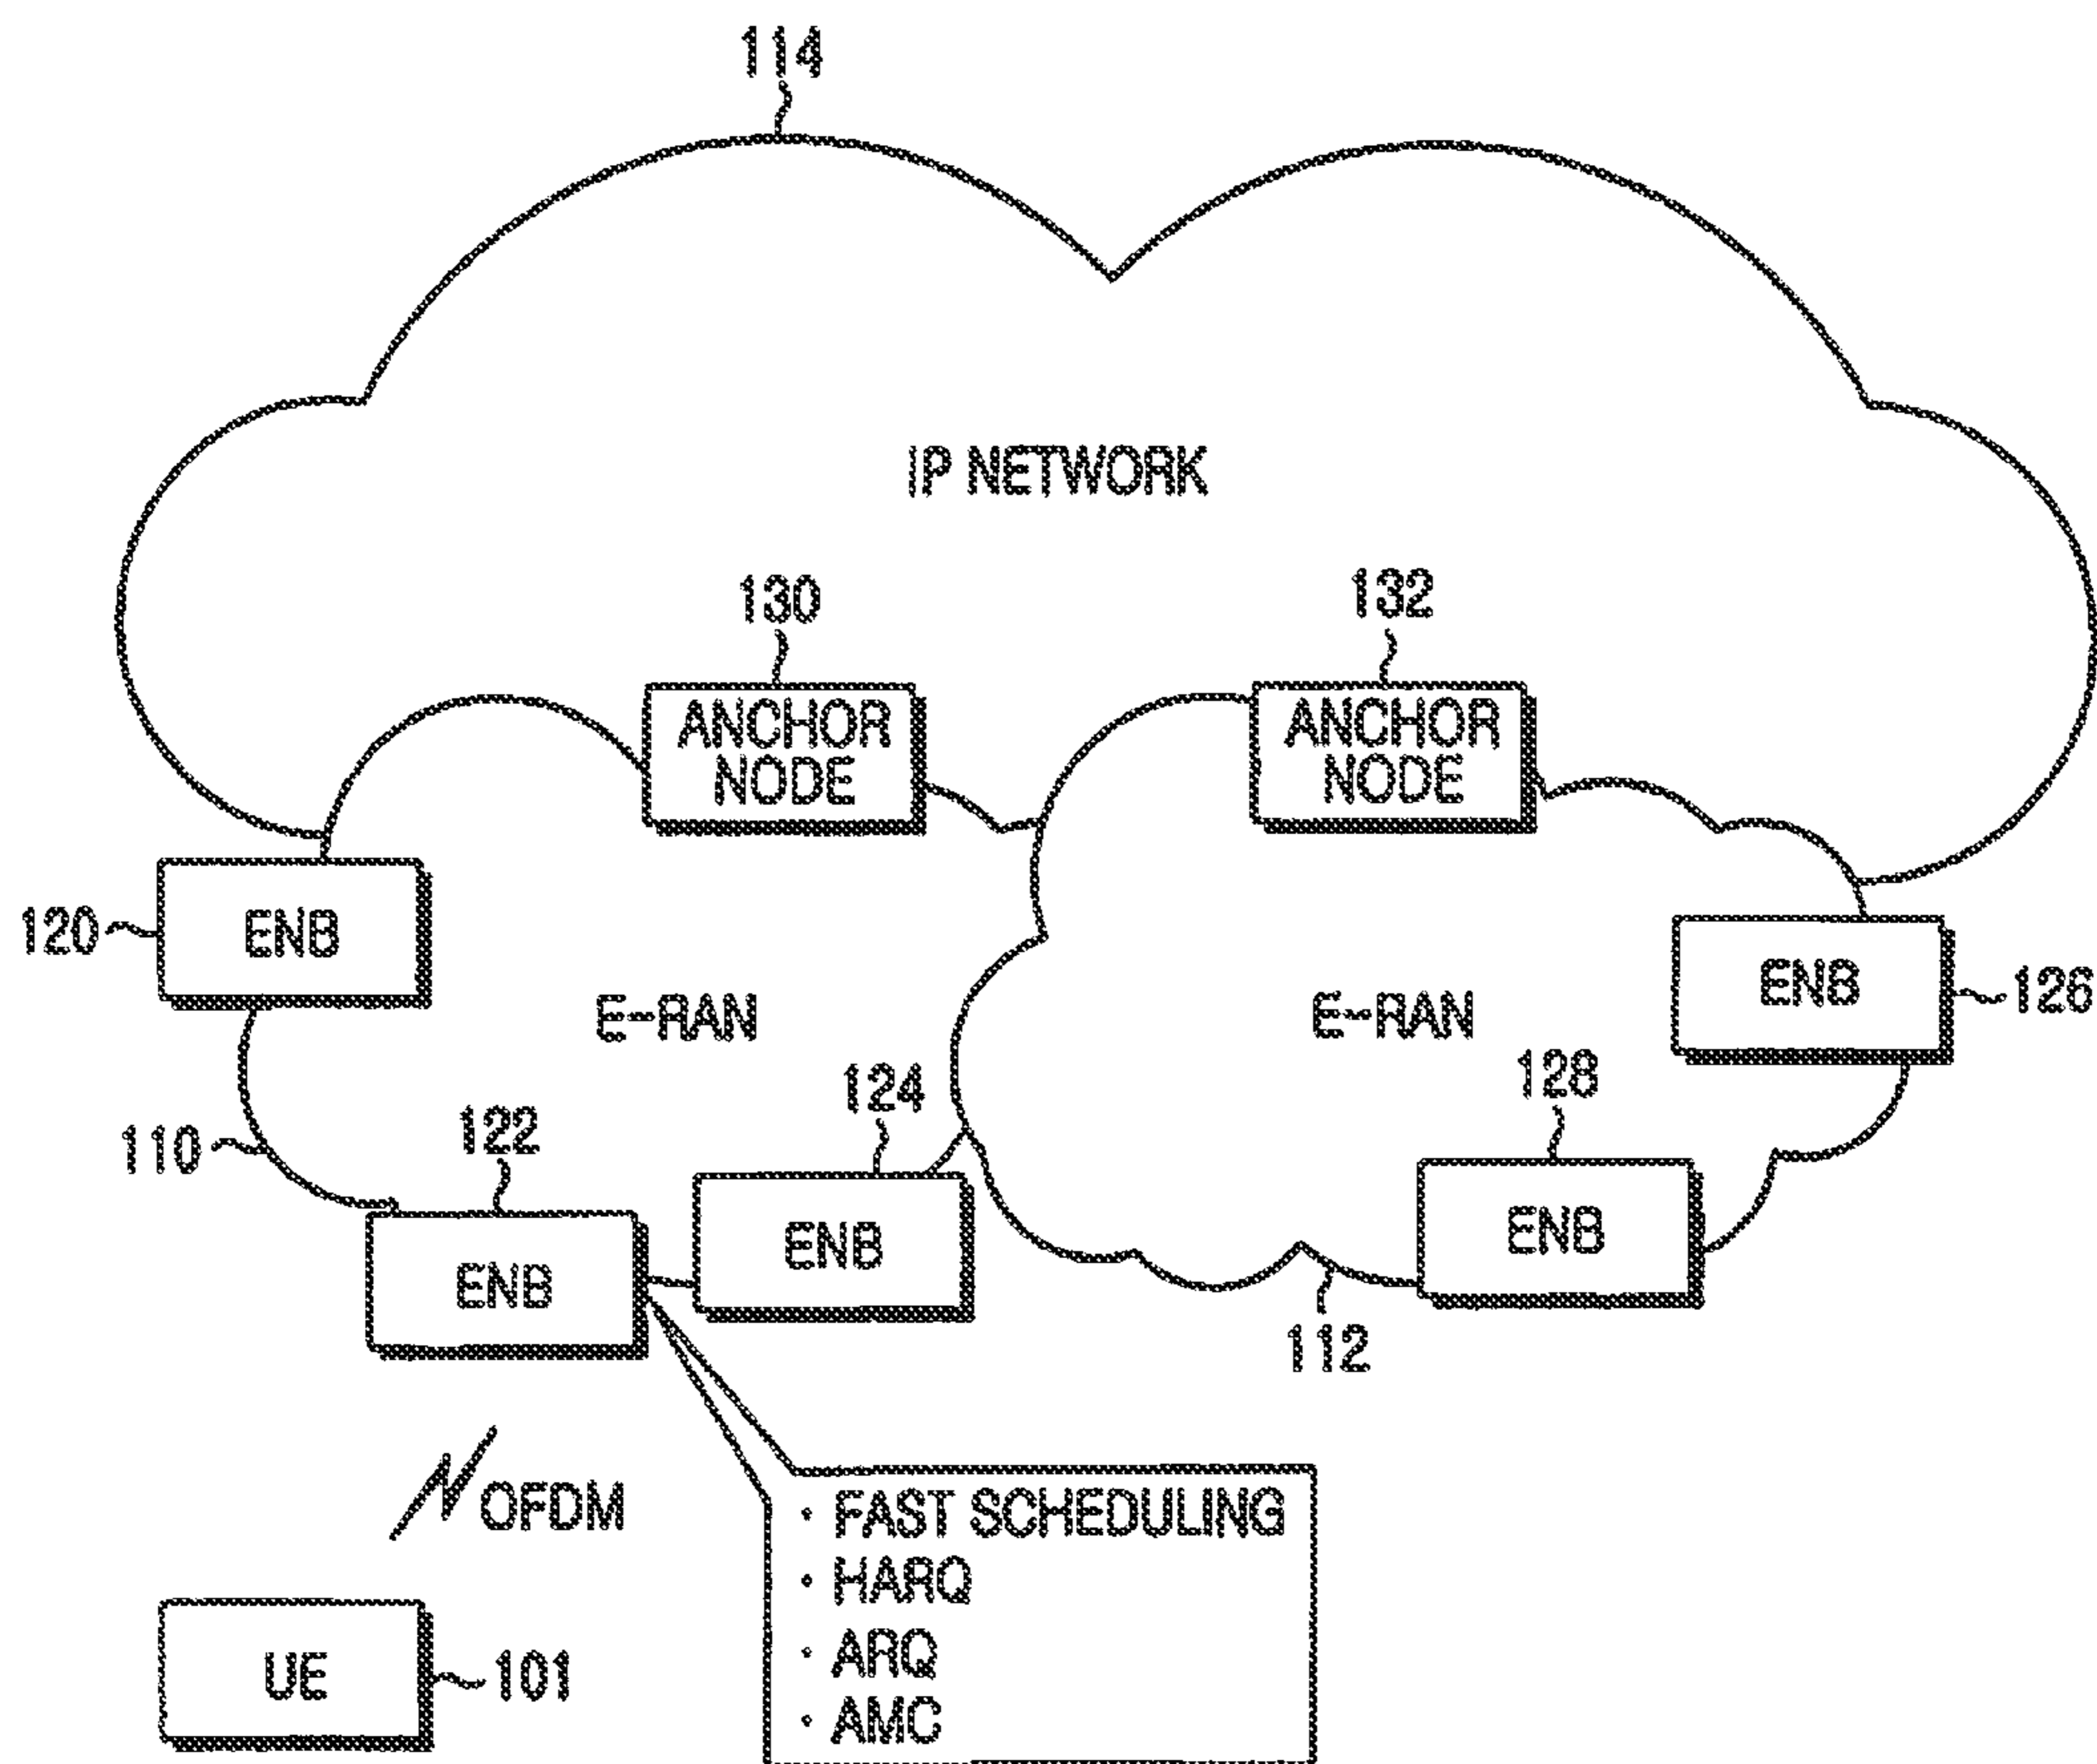 114
IP NETWORK
130
132
ANCHOR
NODE
ANCHOR
NODE
120
ENB
ENB
126
E-RAN
E-RAN
124
128
110
122
ENB
ENB
ENB
112
OFDM
· FAST SCHEDULING
· HARQ
· ARQ
· AMC
UE
101